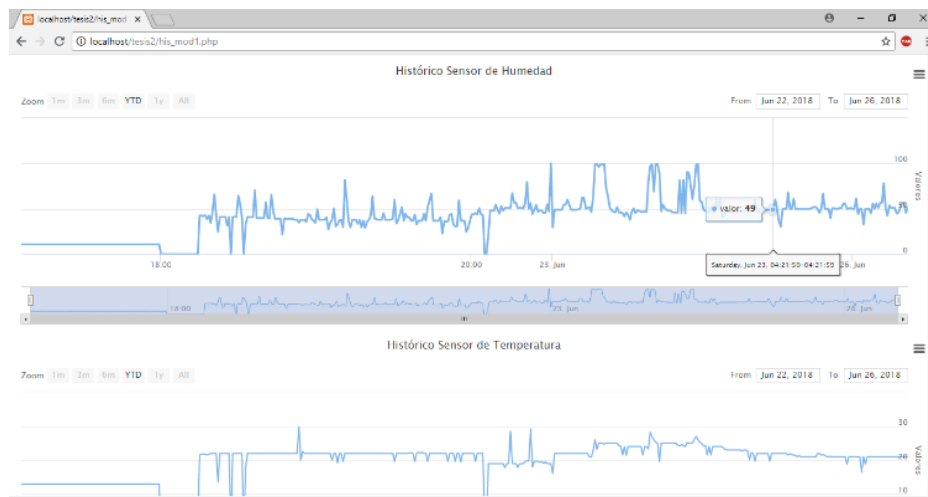 localhost/tesis2/his_mod
localhost/tesis2/his_mod1.php
Histórico Sensor de Humedad
Zoom 1m 3m 6m YTD 1y All
From Jun 22, 2018 To Jun 26, 2018
100
50
0
Valores
valor: 49
18:00
20:00
23. Jun
26. Jun
Saturday, Jun 23, 04:21:50-04:21:59
18:00
23. Jun
26. Jun
Histórico Sensor de Temperatura
Zoom 1m 3m 6m YTD 1y All
From Jun 22, 2018 To Jun 26, 2018
30
20
10
Valores